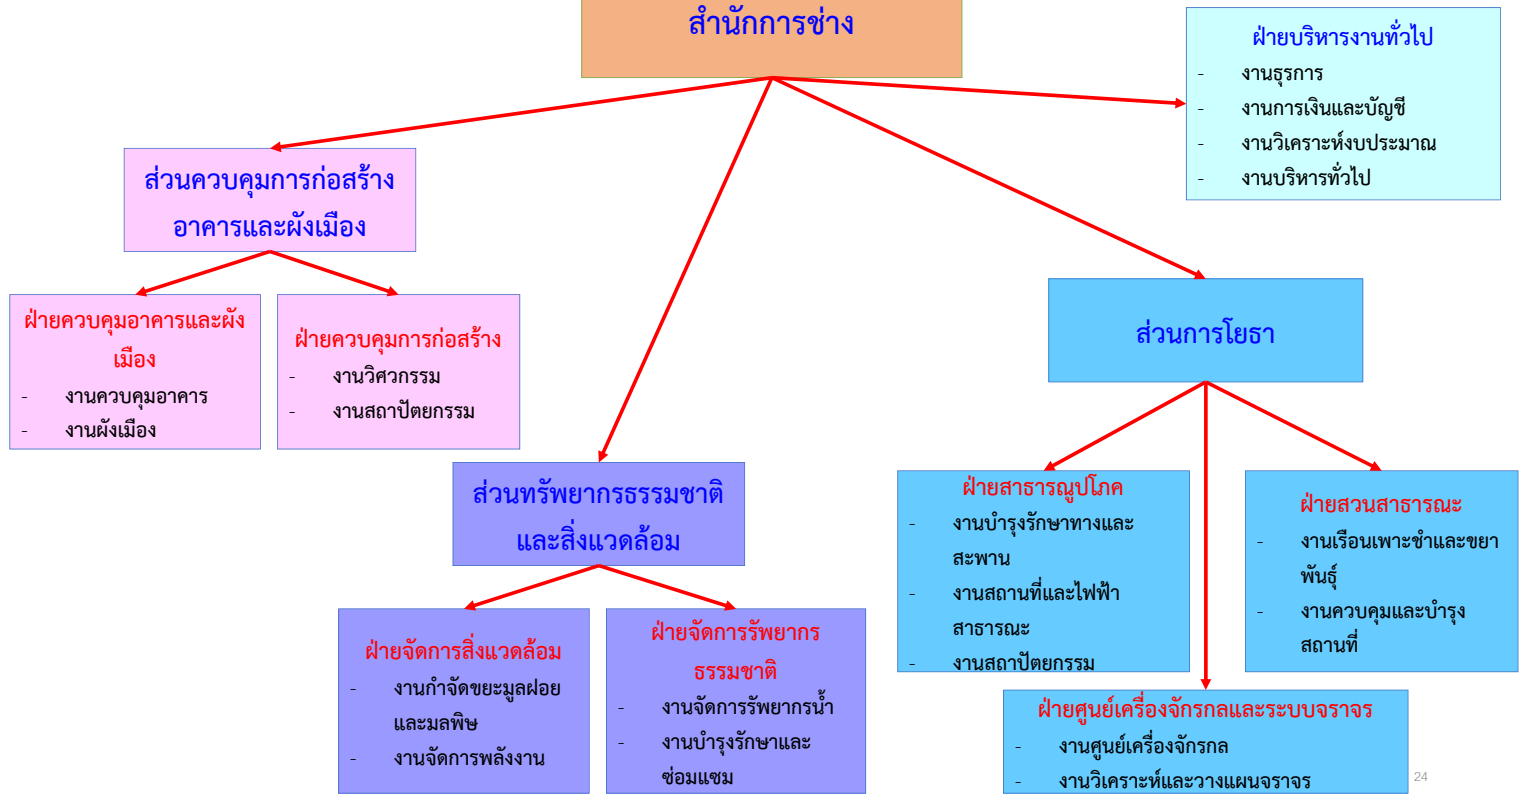 สำนักการช่าง
ฝ่ายบริหารงานทั่วไป
- งานธุรการ
- งานการเงินและบัญชี
- งานวิเคราะห์งบประมาณ
- งานบริหารทั่วไป
ส่วนควบคุมการก่อสร้าง
อาคารและผังเมือง
ฝ่ายควบคุมอาคารและผัง
เมือง
- งานควบคุมอาคาร
- งานผังเมือง
ฝ่ายควบคุมการก่อสร้าง
- งานวิศวกรรม
- งานสถาปัตยกรรม
ส่วนทรัพยากรธรรมชาติ
และสิ่งแวดล้อม
ฝ่ายจัดการสิ่งแวดล้อม
- งานกำจัดขยะมูลฝอย
และมลพิษ
- งานจัดการพลังงาน
ฝ่ายจัดการรัพยากร
ธรรมชาติ
- งานจัดการรัพยากรน้ำ
- งานบำรุงรักษาและ
ซ่อมแซม
ส่วนการโยธา
ฝ่ายสาธารณูปโภค
- งานบำรุงรักษาทางและ
สะพาน
- งานสถานที่และไฟฟ้า
สาธารณะ
- งานสถาปัตยกรรม
ฝ่ายสวนสาธารณะ
- งานเรือนเพาะชำและขยา
พันธุ์
- งานควบคุมและบำรุง
สถานที่
ฝ่ายศูนย์เครื่องจักรกลและระบบจราจร
- งานศูนย์เครื่องจักรกล
- งานวิเคราะห์และวางแผนจราจร
24